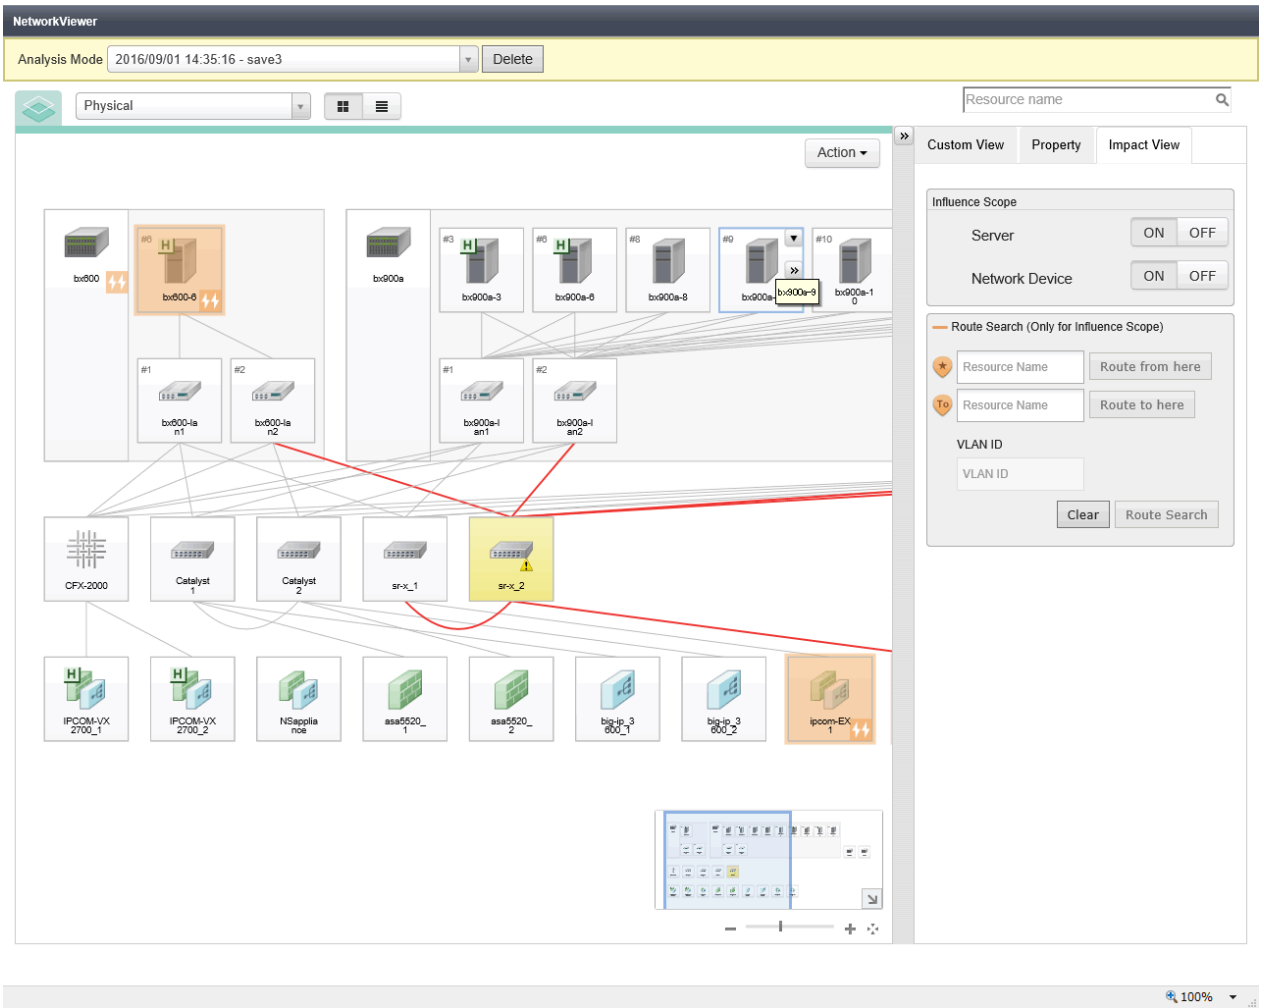 NetworkViewer
Analysis Mode 2016/09/01 14:35:16 - save3 Delete
Physical
Resource name
Action
Custom View Property Impact View
Influence Scope
Server ON OFF
Network Device ON OFF
Route Search (Only for Influence Scope)
Resource Name Route from here
To Resource Name Route to here
VLAN ID
VLAN ID
Clear Route Search
bx600
#6
H
bx600-6
#1
bx600-la
n1
#2
bx600-la
n2
bx900a
#3
H
bx900a-3
#6
H
bx900a-6
#8
bx900a-8
#9
bx900a-
bx900a-9
#10
bx900a-1
0
#1
bx900a-l
an1
#2
bx900a-l
an2
CFX-2000
Catalyst
1
Catalyst
2
sr-x_1
sr-x_2
H
IPCOM-VX
2700_1
H
IPCOM-VX
2700_2
NSapplia
nce
asa5520_
1
asa5520_
2
big-ip_3
600_1
big-ip_3
600_2
ipcom-EX
1
100%